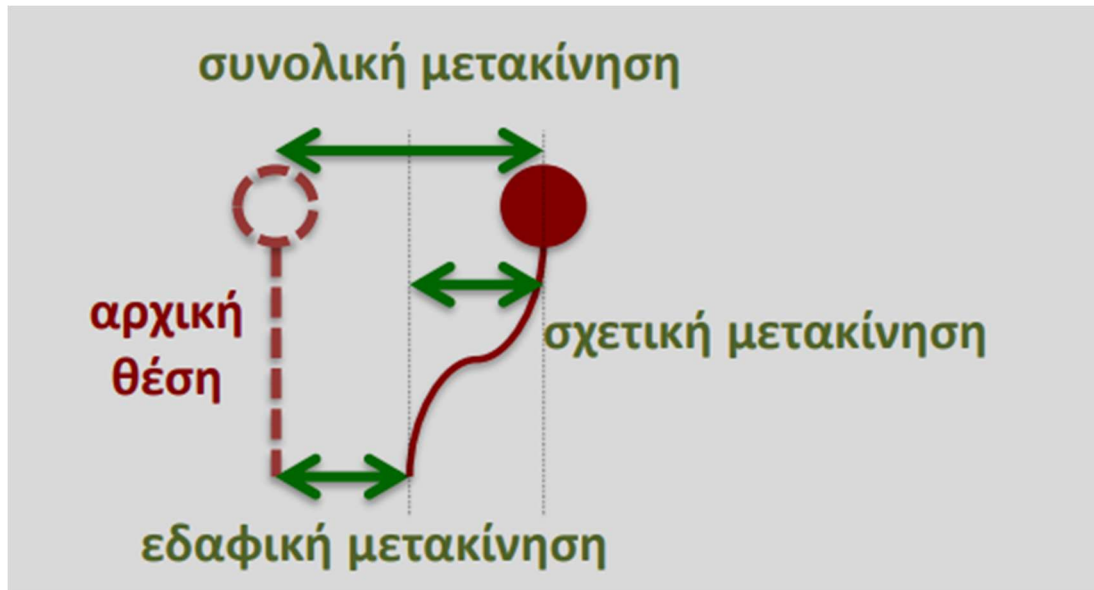 συνολική μετακίνηση
αρχική
θέση
σχετική μετακίνηση
εδαφική μετακίνηση